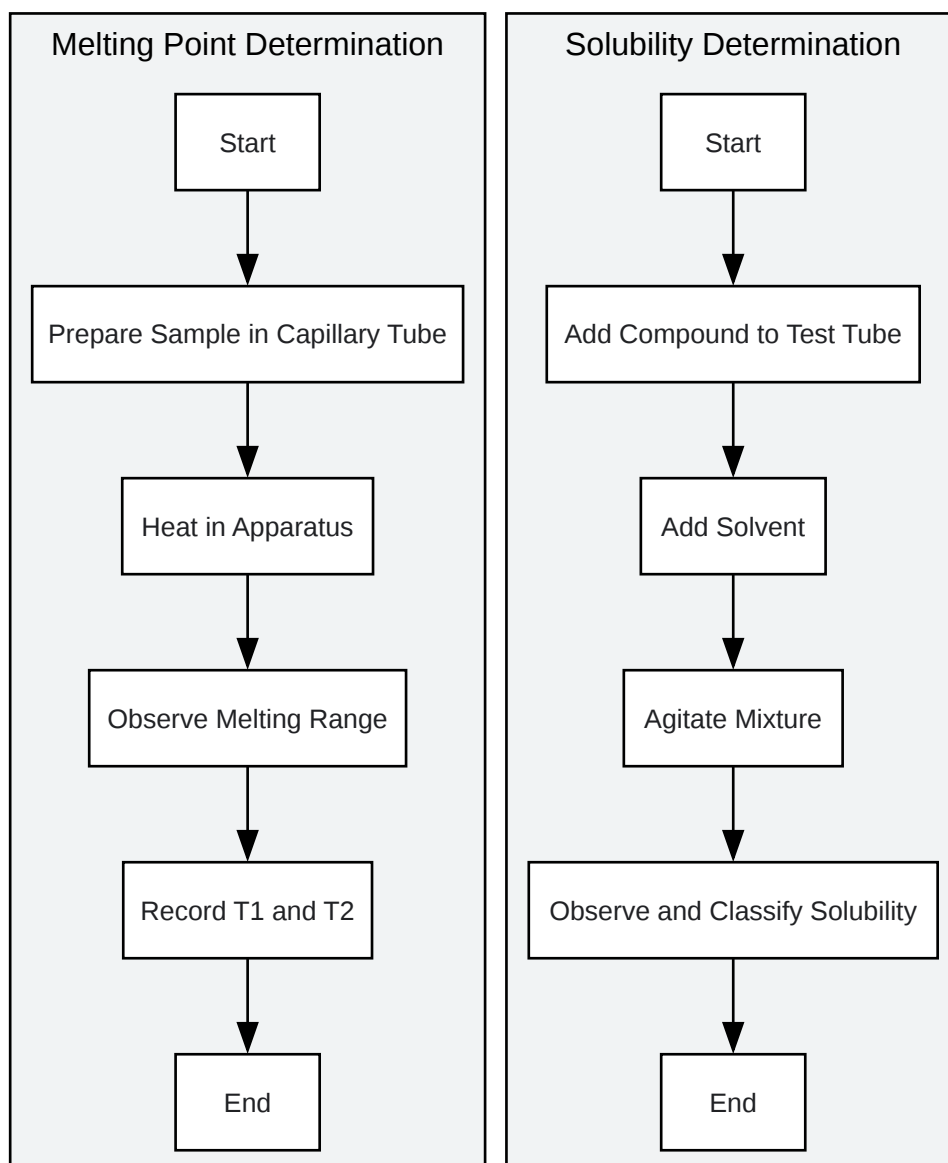 Melting Point Determination
Start
Prepare Sample in Capillary Tube
Heat in Apparatus
Observe Melting Range
Record T1 and T2
End
Solubility Determination
Start
Add Compound to Test Tube
Add Solvent
Agitate Mixture
Observe and Classify Solubility
End